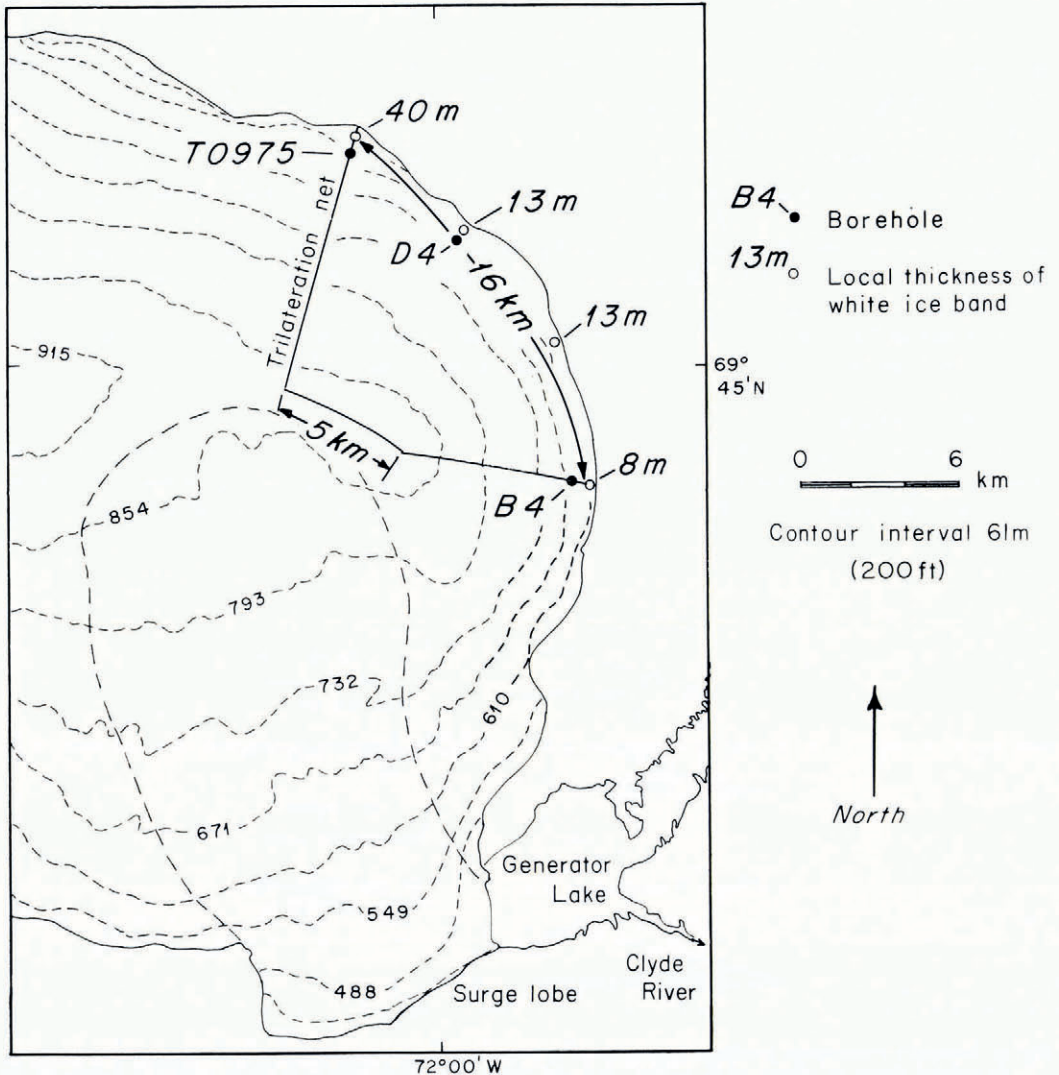 40 m
TO975
Trilateration net
13 m
D4
~16 km
13 m
915
5 km
8 m
B4
854
793
732
610
671
549
488
Generator
Lake
Surge lobe
Clyde
River
72°00' W
69°
45'N
B4
Borehole
13m
Local thickness of
white ice band
0 6
km
Contour interval 61m
(200 ft)
North